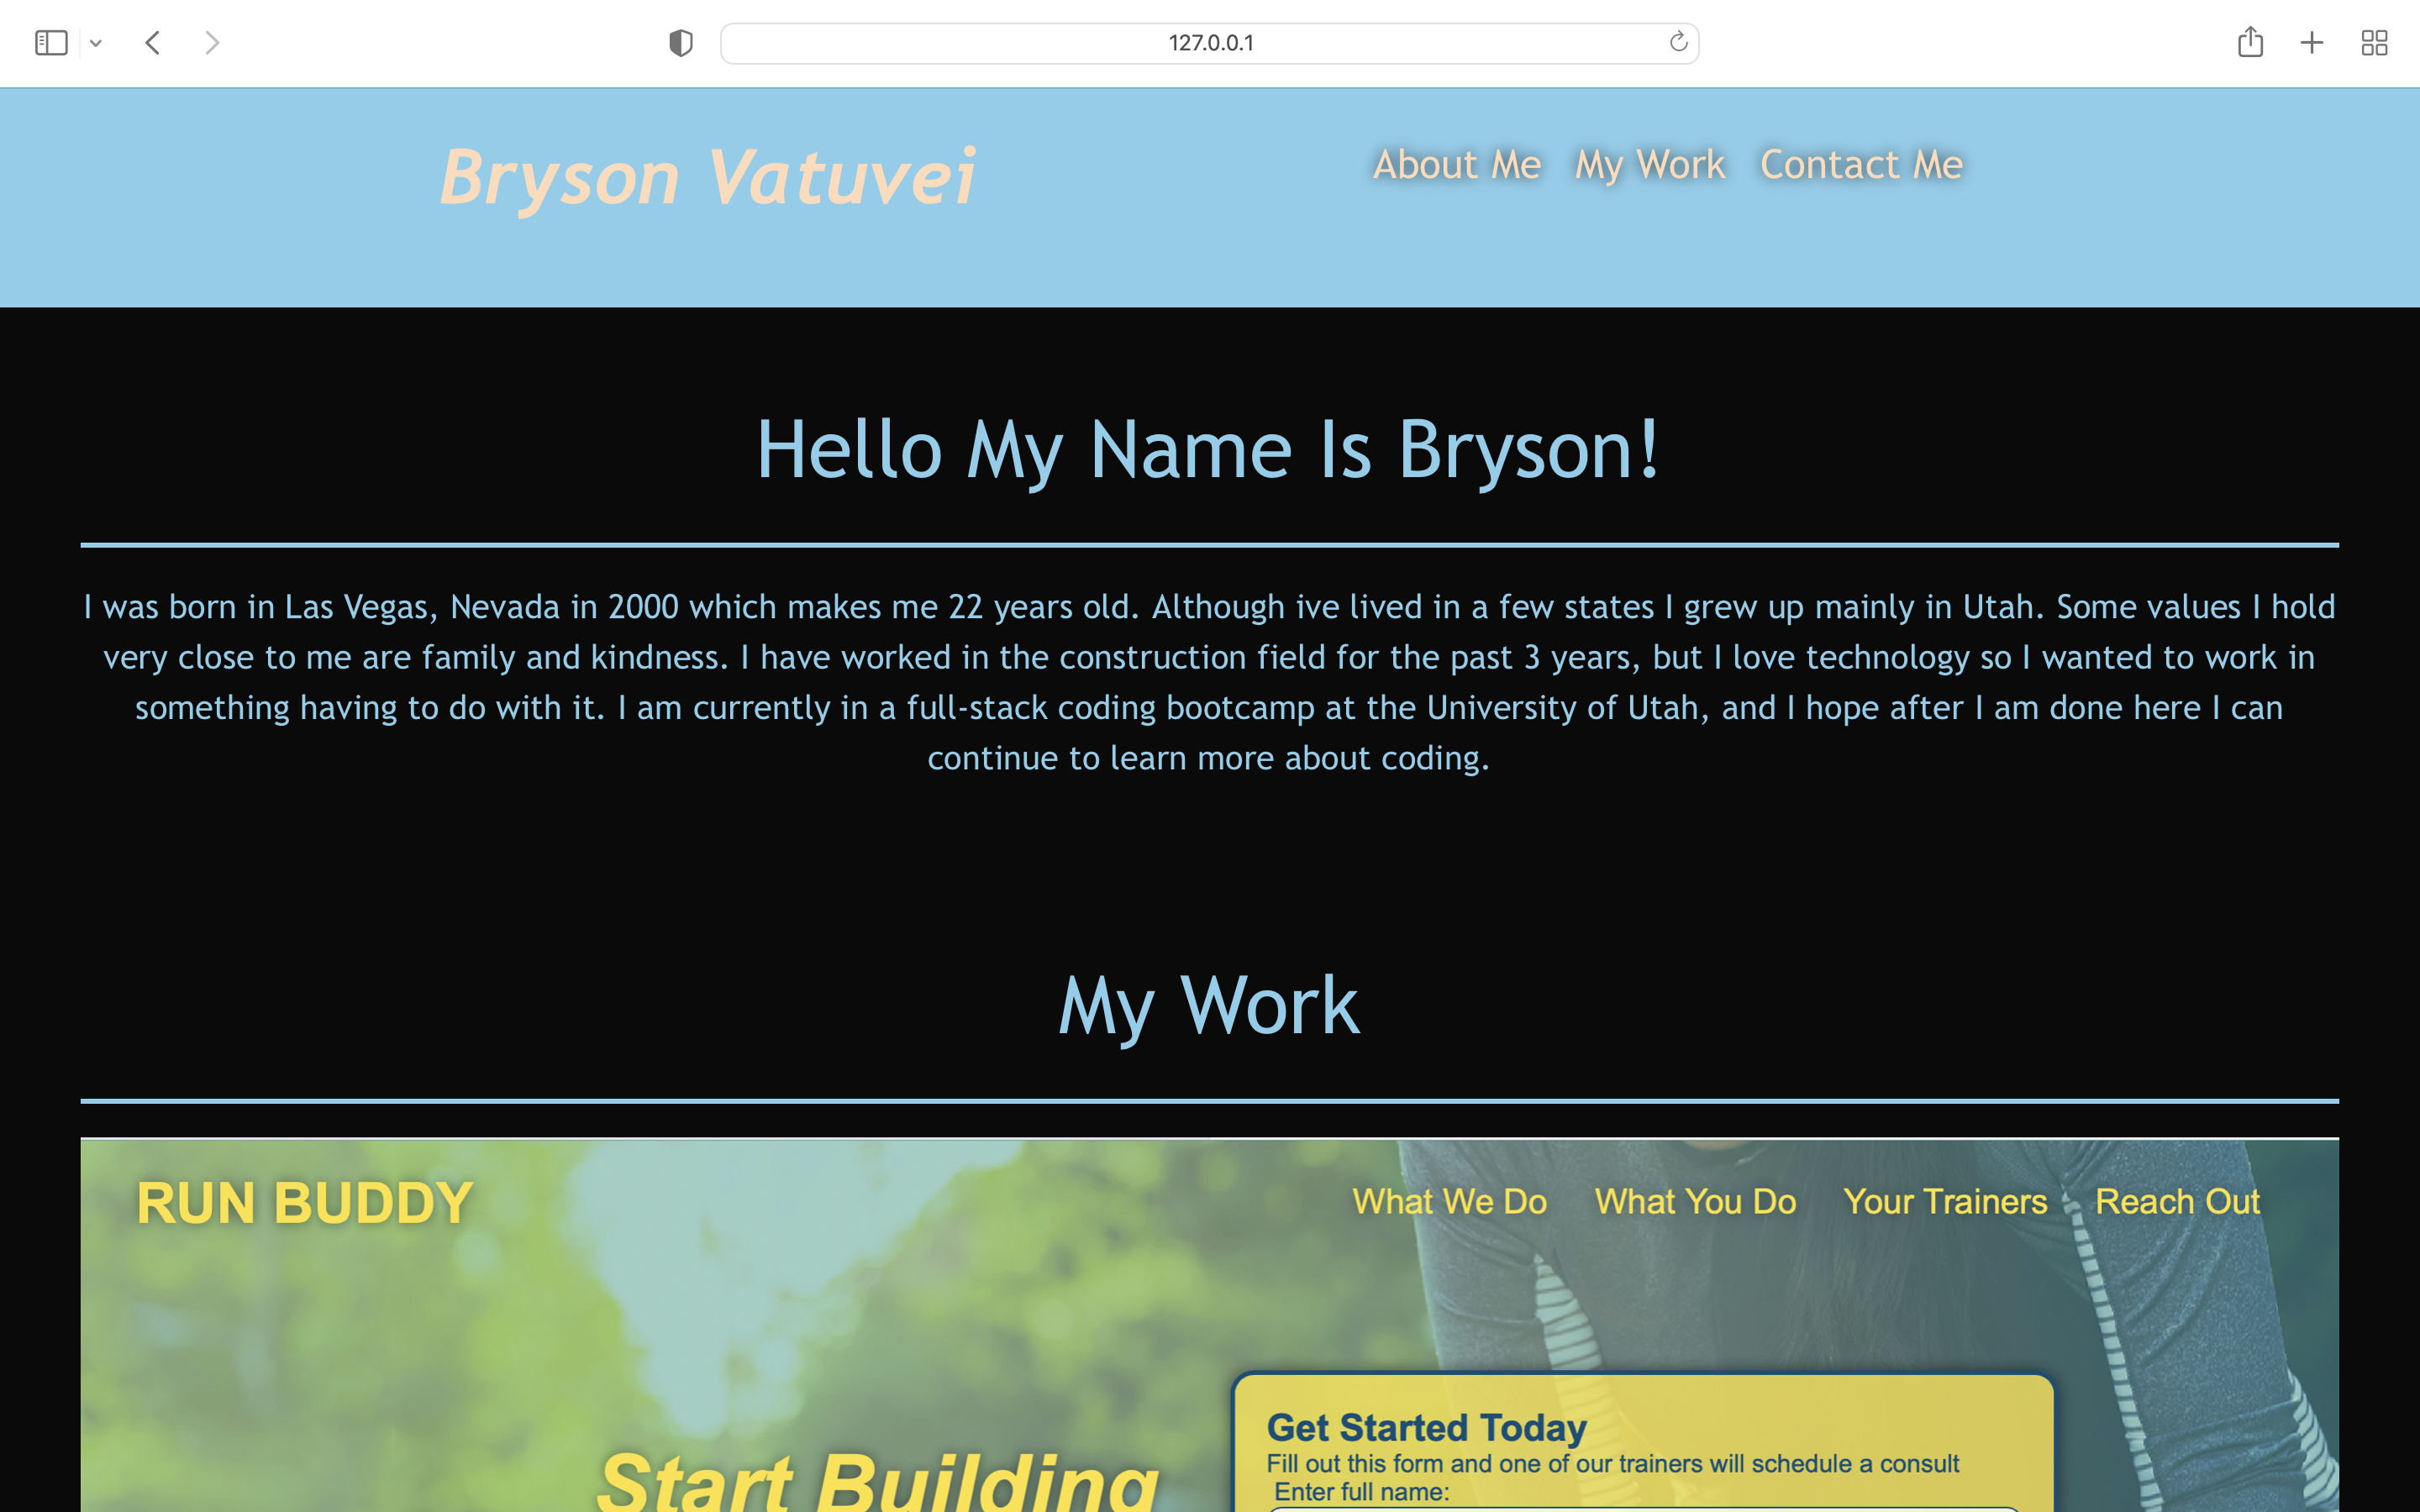 127.0.0.1
Bryson Vatuvei
About Me My Work Contact Me
Hello My Name Is Bryson!
I was born in Las Vegas, Nevada in 2000 which makes me 22 years old. Although ive lived in a few states I grew up mainly in Utah. Some values I hold
very close to me are family and kindness. I have worked in the construction field for the past 3 years, but I love technology so I wanted to work in
something having to do with it. I am currently in a full-stack coding bootcamp at the University of Utah, and I hope after I am done here I can
continue to learn more about coding.
My Work
RUN BUDDY
What We Do What You Do Your Trainers Reach Out
Start Building
Get Started Today
Fill out this form and one of our trainers will schedule a consult
Enter full name: